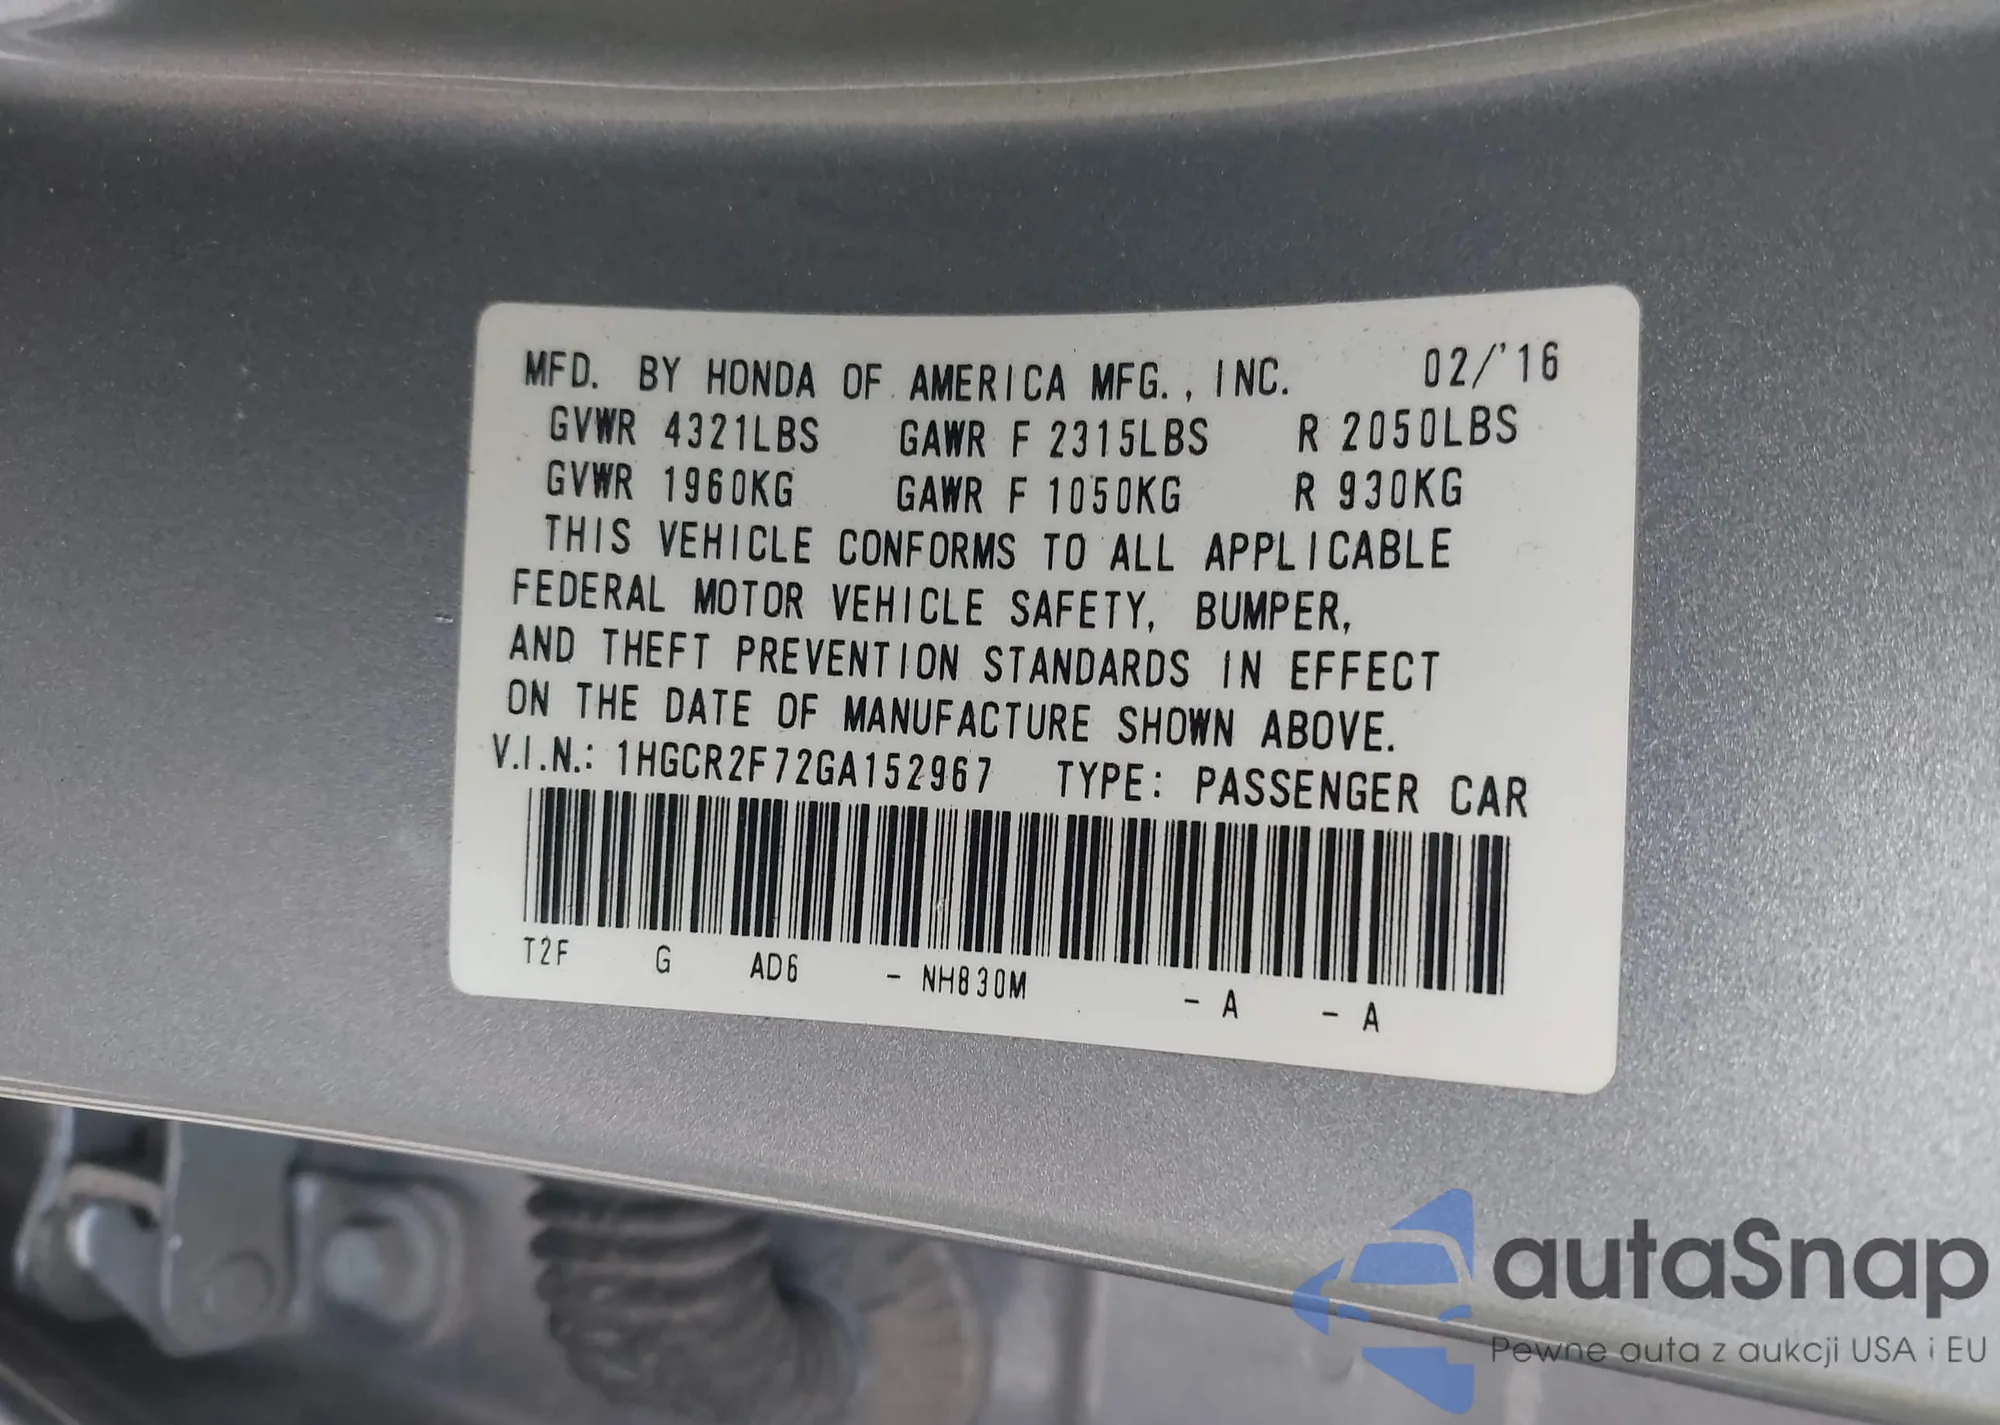 MFD. BY HONDA OF AMERICA MFG., INC. 02/'16
GVWR 4321LBS GAWR F 2315LBS R 2050LBS
GVWR 1960KG GAWR F 1050KG R 930KG
THIS VEHICLE CONFORMS TO ALL APPLICABLE
FEDERAL MOTOR VEHICLE SAFETY, BUMPER,
AND THEFT PREVENTION STANDARDS IN EFFECT
ON THE DATE OF MANUFACTURE SHOWN ABOVE.
V.I.N.: 1HGCR2F72GA152967 TYPE: PASSENGER CAR
T2F G AD6 - NH830M - A - A
autaSnap
Pewne auta z aukcji USA i EU